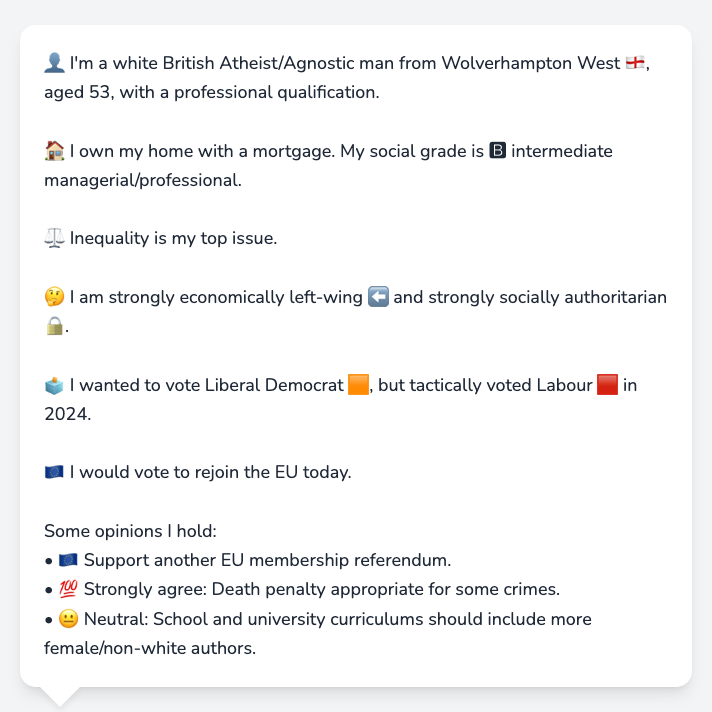 👤 I'm a white British Atheist/Agnostic man from Wolverhampton West 🏴󠁧󠁢󠁥󠁮󠁧󠁿,
aged 53, with a professional qualification.
🏠 I own my home with a mortgage. My social grade is 🅱 intermediate
managerial/professional.
⚖️ Inequality is my top issue.
🤔 I am strongly economically left-wing ⬅️ and strongly socially authoritarian
🔒.
🗳️ I wanted to vote Liberal Democrat 🟧, but tactically voted Labour 🟥 in
2024.
🇪🇺 I would vote to rejoin the EU today.
Some opinions I hold:
• 🇪🇺 Support another EU membership referendum.
• 💯 Strongly agree: Death penalty appropriate for some crimes.
• 😐 Neutral: School and university curriculums should include more
female/non-white authors.